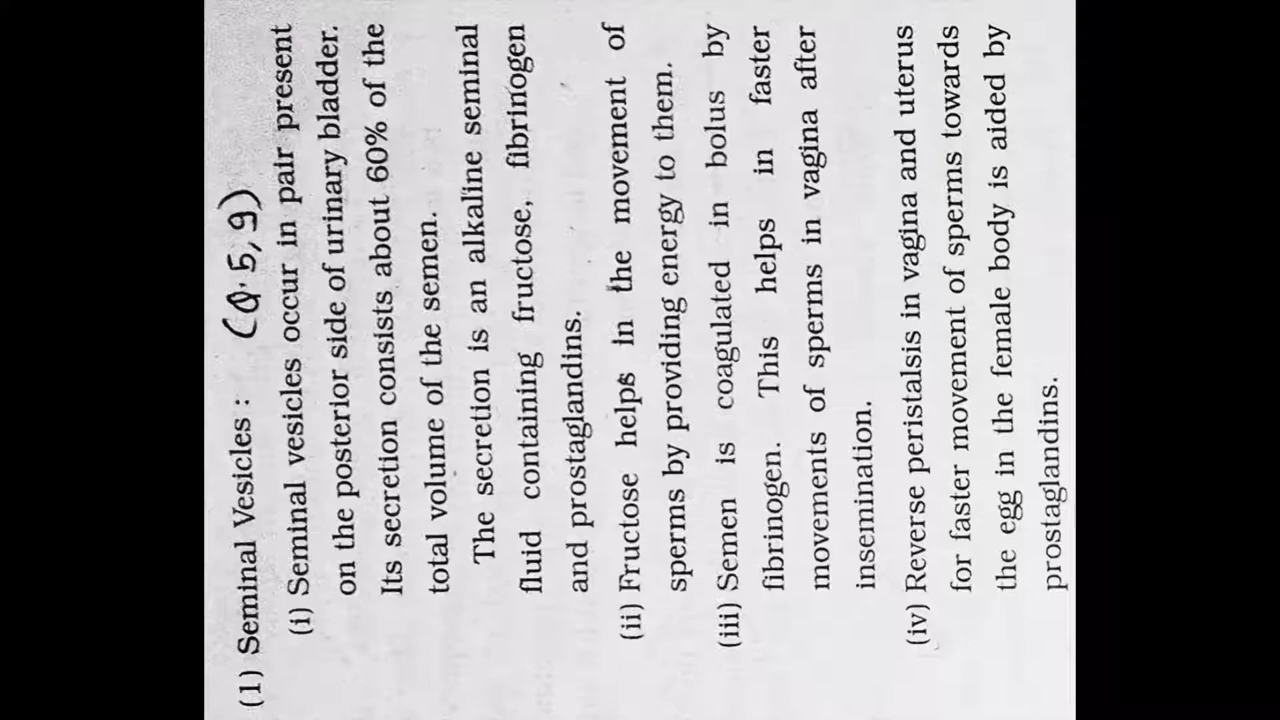 (1) Seminal Vesicles : (Q. 5, 9)
(i) Seminal vesicles occur in pair present
on the posterior side of urinary bladder.
Its secretion consists about 60% of the
total volume of the semen.
The secretion is an alkaline seminal
fluid containing fructose, fibrinogen
and prostaglandins.
(ii) Fructose helps in the movement of
sperms by providing energy to them.
(iii) Semen is coagulated in bolus by
fibrinogen. This helps in faster
movements of sperms in vagina after
insemination.
(iv) Reverse peristalsis in vagina and uterus
for faster movement of sperms towards
the egg in the female body is aided by
prostaglandins.